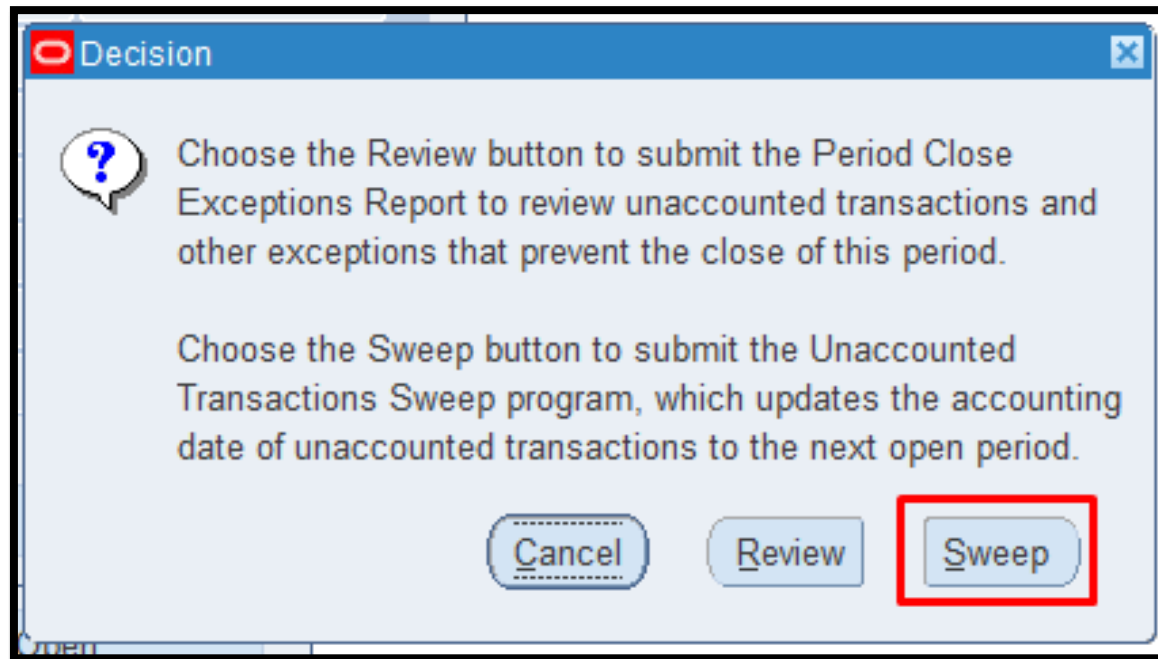 Decision
Choose the Review button to submit the Period Close
Exceptions Report to review unaccounted transactions and
other exceptions that prevent the close of this period.
Choose the Sweep button to submit the Unaccounted
Transactions Sweep program, which updates the accounting
date of unaccounted transactions to the next open period.
Cancel Review Sweep
Open